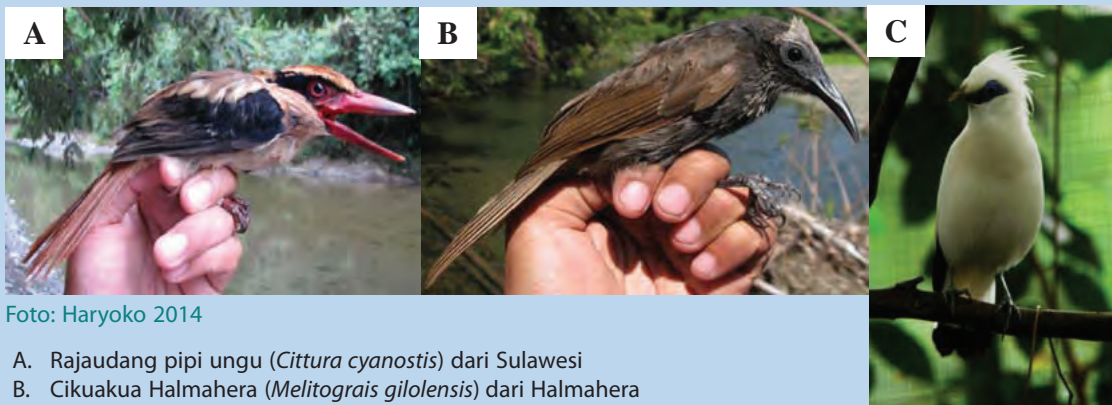 A
B
C
Foto: Haryoko 2014
A. Rajaudang pipi ungu (Cittura cyanostis) dari Sulawesi
B. Cikuakua Halmahera (Melitograis gilolensis) dari Halmahera